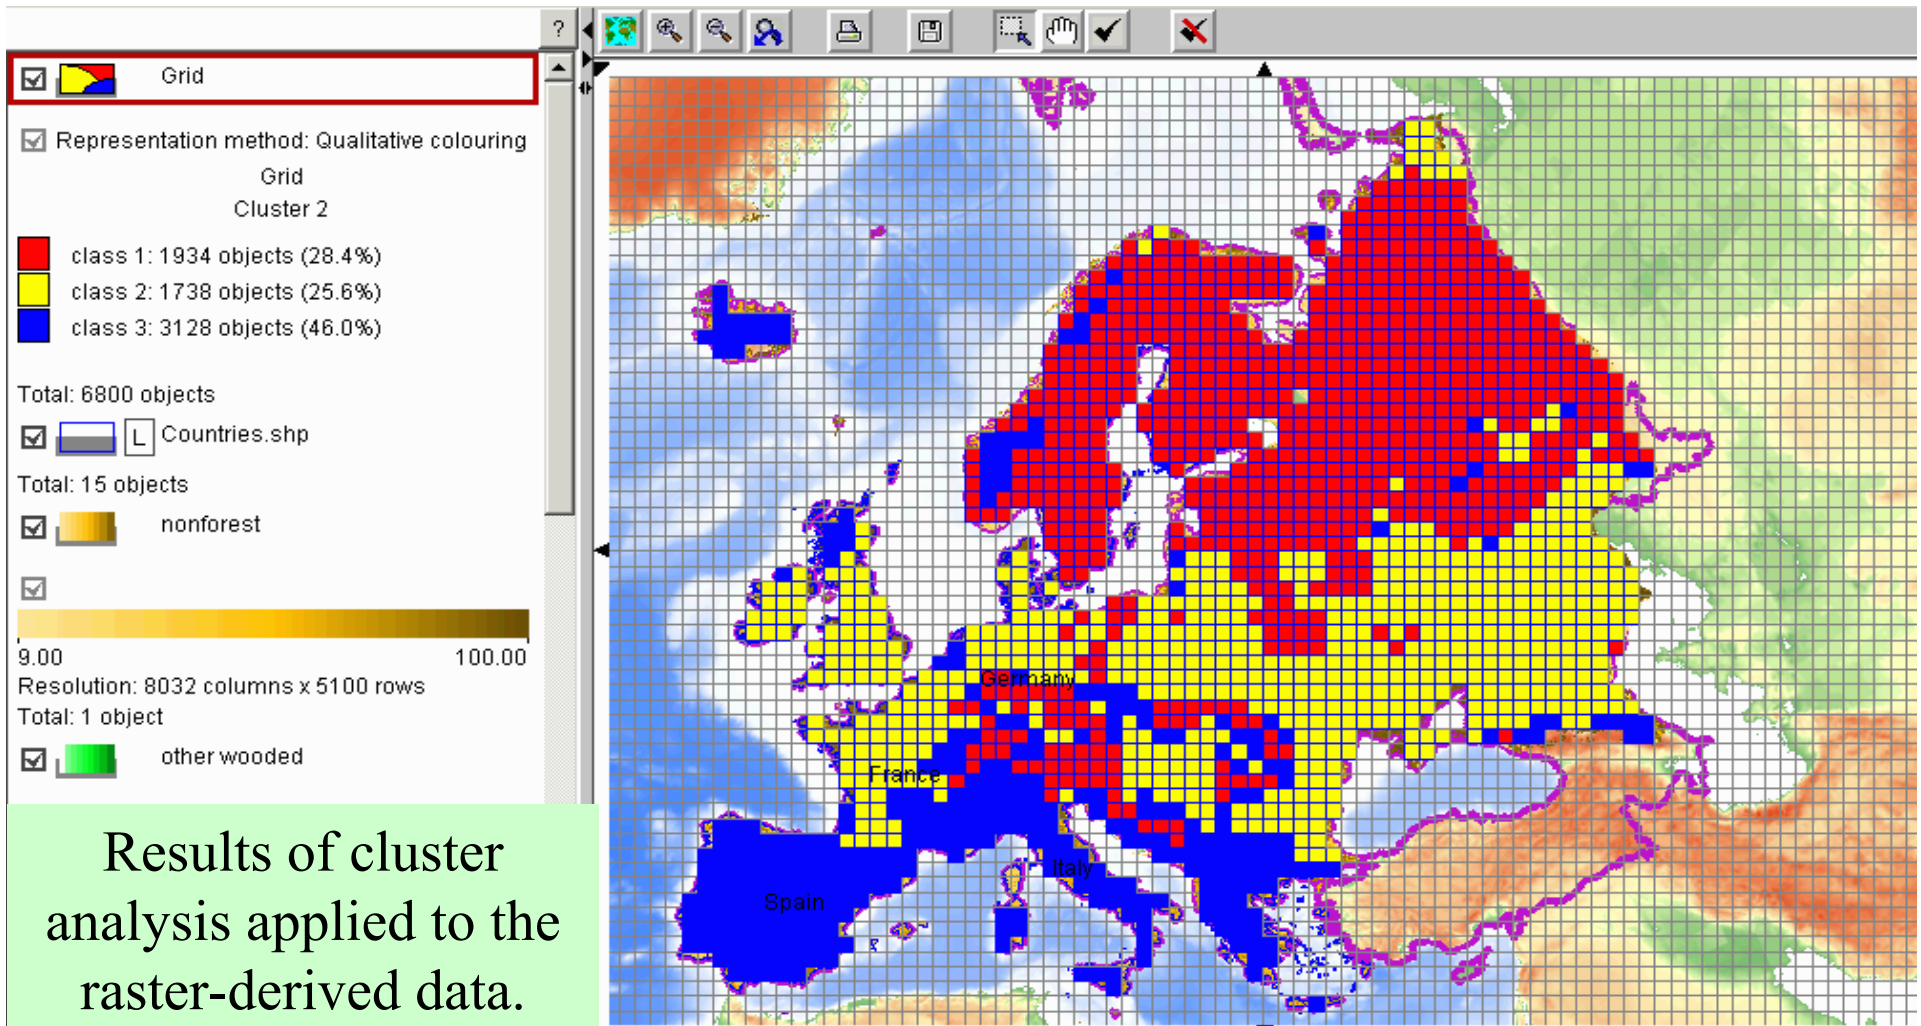 ?
Grid
Representation method: Qualitative colouring
Grid
Cluster 2
class 1: 1934 objects (28.4%)
class 2: 1738 objects (25.6%)
class 3: 3128 objects (46.0%)
Total: 6800 objects
L Countries.shp
Total: 15 objects
nonforest
9.00 100.00
Resolution: 8032 columns x 5100 rows
Total: 1 object
other wooded
Results of cluster
analysis applied to the
raster-derived data.
Germany
France
Italy
Spain